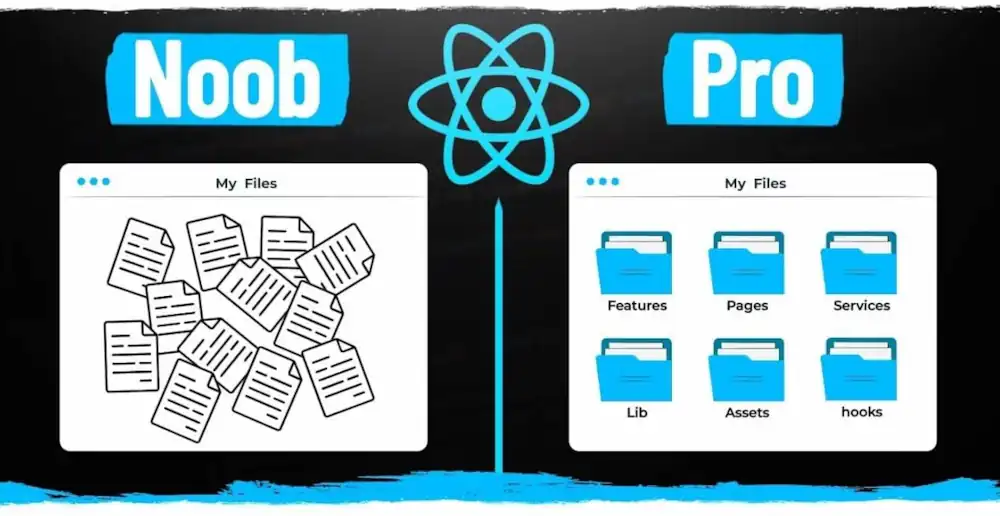 Noob
Pro
My Files
My Files
Features
Pages
Services
Lib
Assets
hooks